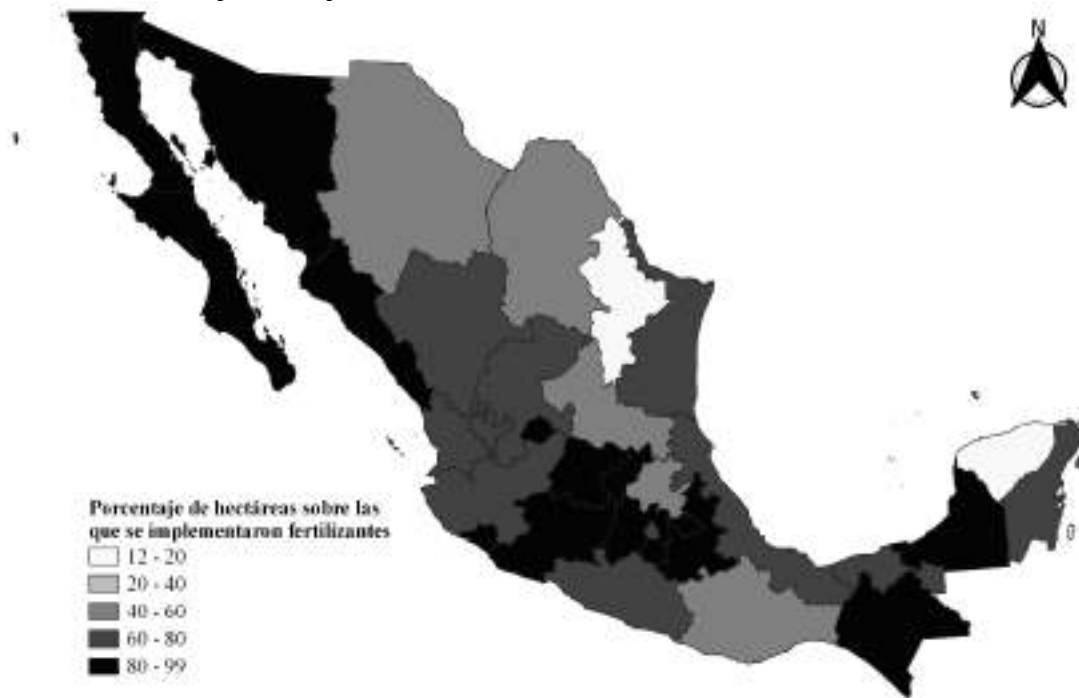 N
Porcentaje de hectáreas sobre las
que se implementaron fertilizantes
12 - 20
20 - 40
40 - 60
60 - 80
80 - 99